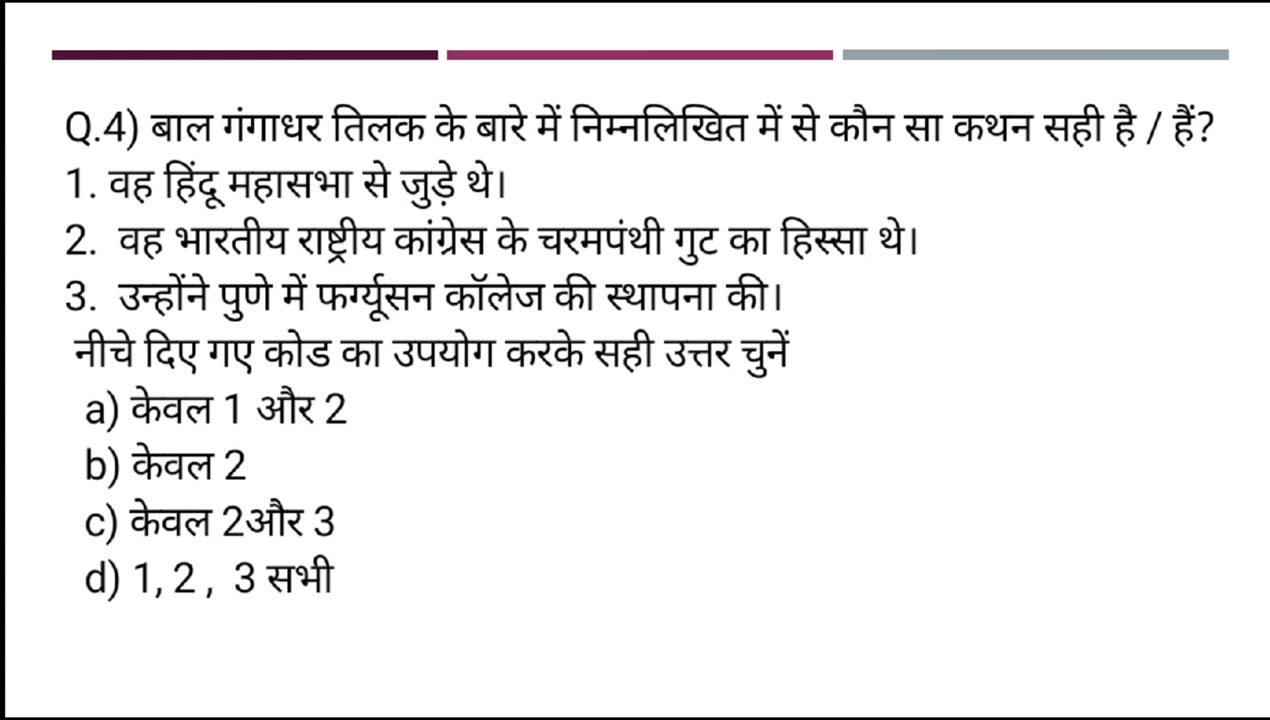 Q.4) बाल गंगाधर तिलक के बारे में निम्नलिखित में से कौन सा कथन सही है / हैं?
1. वह हिंदू महासभा से जुड़े थे।
2. वह भारतीय राष्ट्रीय कांग्रेस के चरमपंथी गुट का हिस्सा थे।
3. उन्होंने पुणे में फर्ग्यूसन कॉलेज की स्थापना की।
नीचे दिए गए कोड का उपयोग करके सही उत्तर चुनें
a) केवल 1 और 2
b) केवल 2
c) केवल 2और 3
d) 1, 2 , 3 सभी